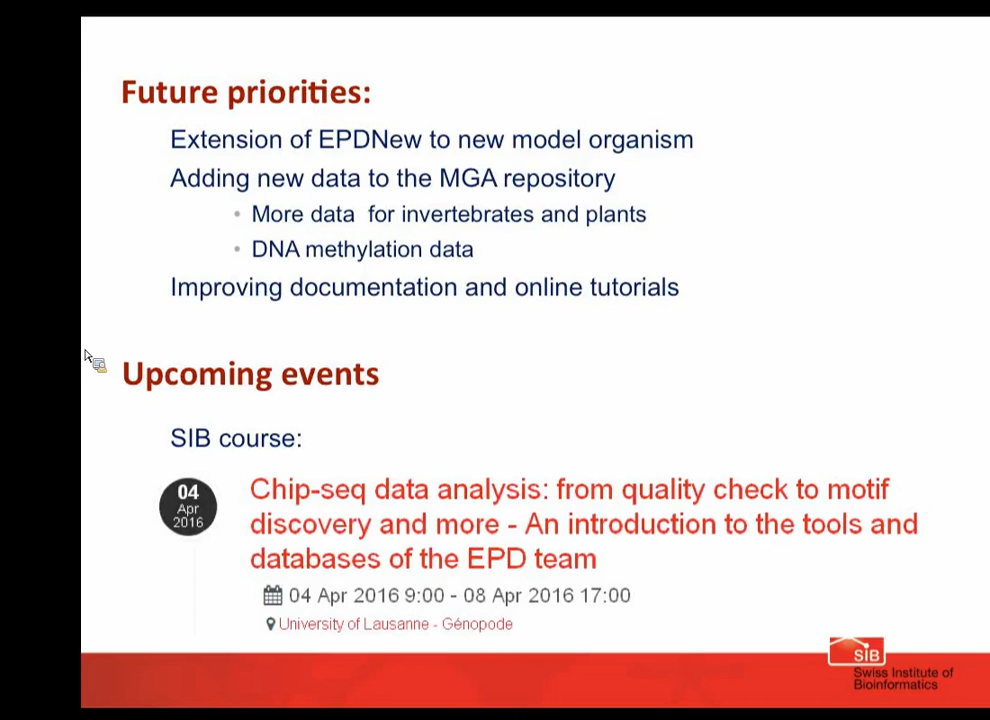 Future priorities:
Extension of EPDNew to new model organism
Adding new data to the MGA repository
• More data for invertebrates and plants
• DNA methylation data
Improving documentation and online tutorials
Upcoming events
SIB course:
04
Apr
2016
Chip-seq data analysis: from quality check to motif
discovery and more - An introduction to the tools and
databases of the EPD team
04 Apr 2016 9:00 - 08 Apr 2016 17:00
University of Lausanne - Génopode
SIB
Swiss Institute of
Bioinformatics